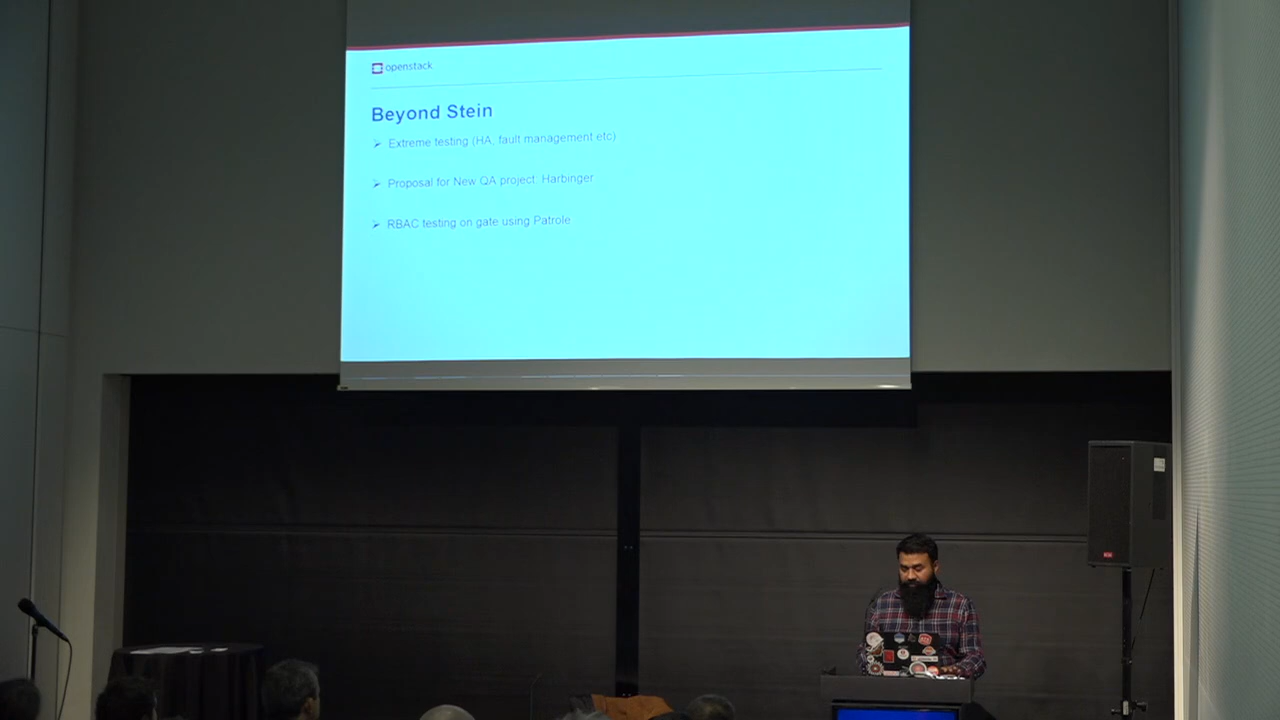 openstack.
Beyond Stein
Extreme testing (HA, fault management etc)
Proposal for New QA project: Harbinger
RBAC testing on gate using Patrole